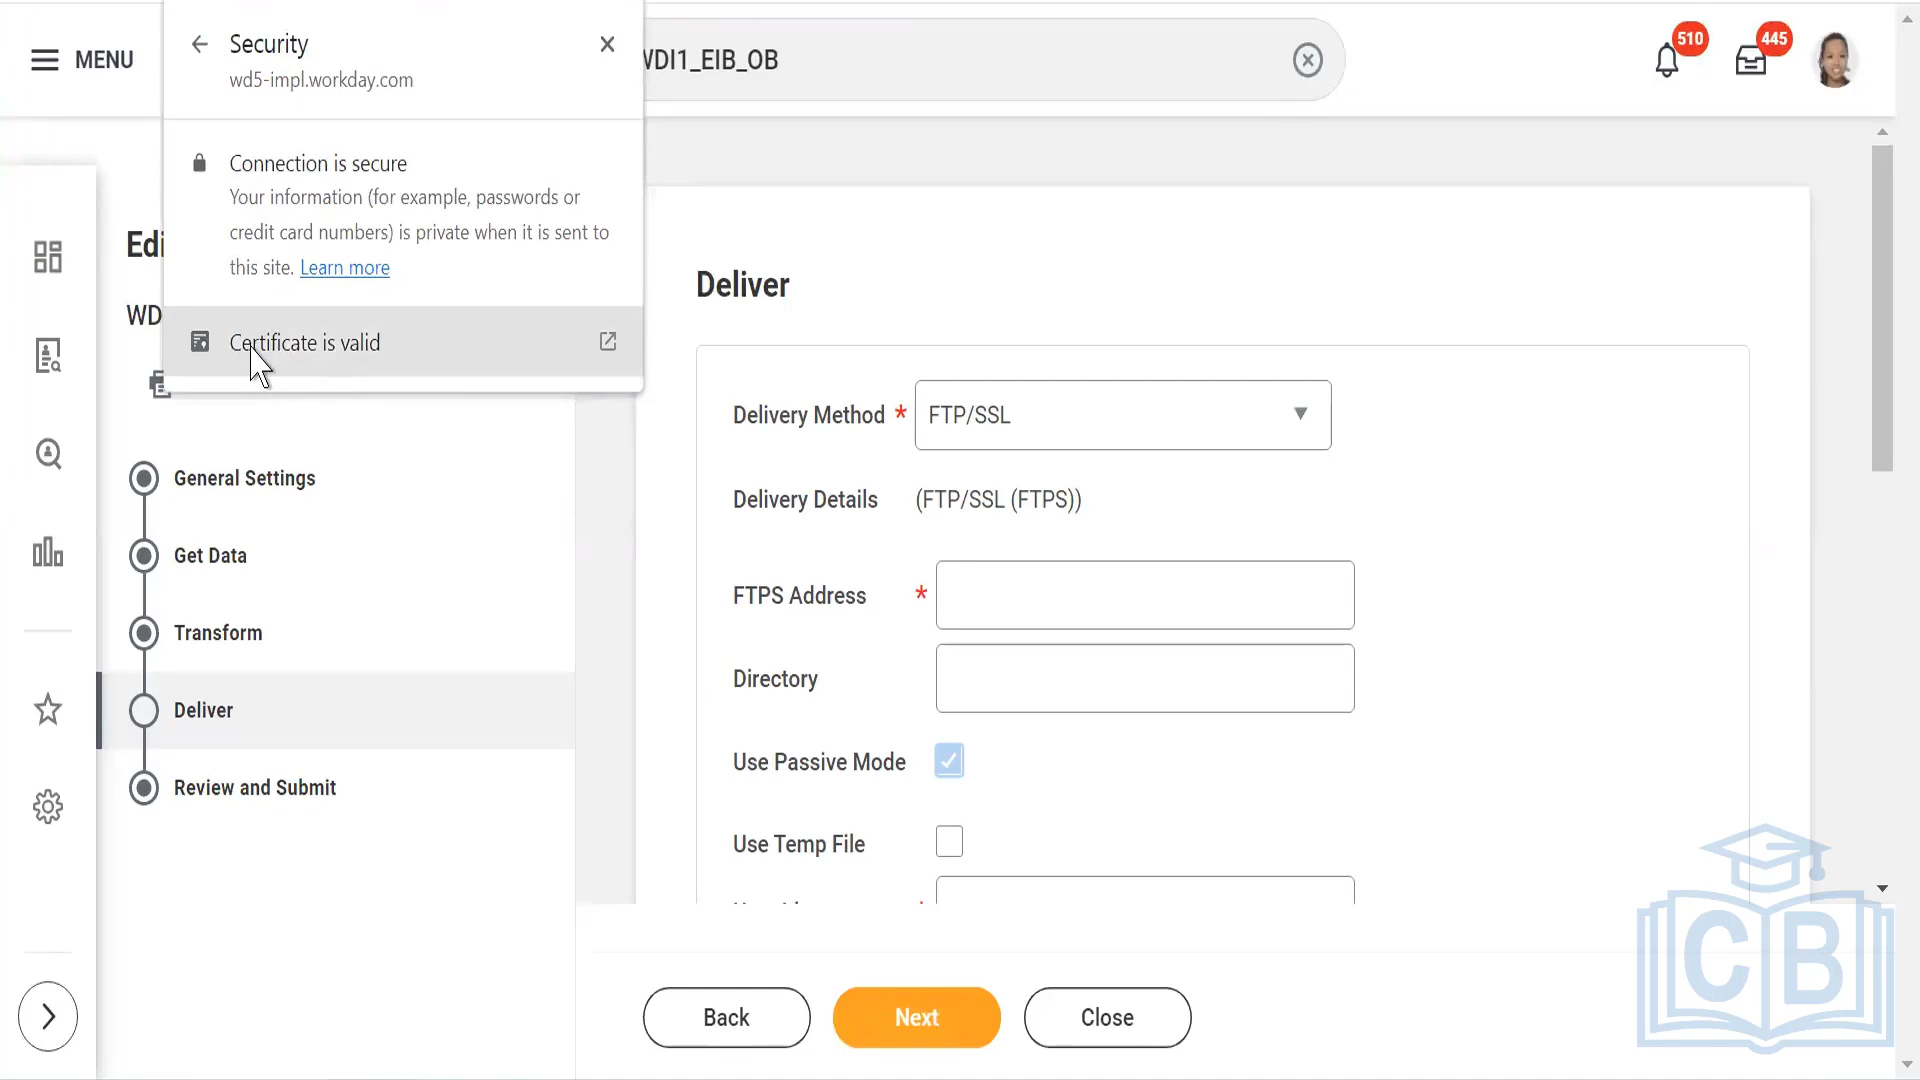 MENU
Security
wd5-impl.workday.com
WDI1_EIB_OB
510
445
Connection is secure
Your information (for example, passwords or
credit card numbers) is private when it is sent to
this site. Learn more
Certificate is valid
Edi
WD
General Settings
Get Data
Transform
Deliver
Review and Submit
Deliver
Delivery Method *
FTP/SSL
Delivery Details
(FTP/SSL (FTPS))
FTPS Address *
Directory
Use Passive Mode
Use Temp File
Back
Next
Close
CB